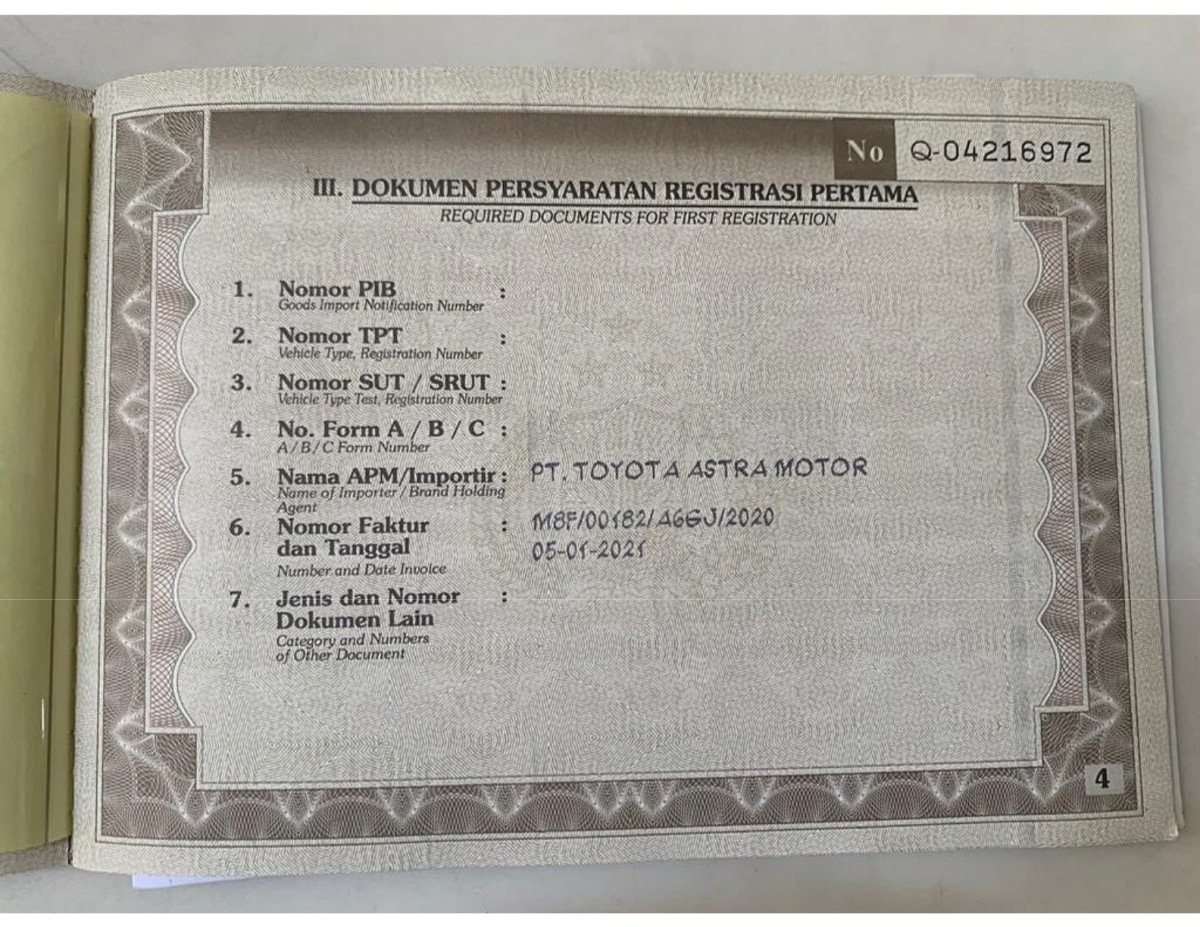 No Q-04216972
III. DOKUMEN PERSYARATAN REGISTRASI PERTAMA
REQUIRED DOCUMENTS FOR FIRST REGISTRATION
1. Nomor PIB :
Goods Import Notification Number
2. Nomor TPT :
Vehicle Type, Registration Number
3. Nomor SUT / SRUT :
Vehicle Type Test, Registration Number
4. No. Form A / B / C :
A / B / C Form Number
5. Nama APM/Importir : PT. TOYOTA ASTRA MOTOR
Name of Importer / Brand Holding
Agent
6. Nomor Faktur : M8F/00182/A6GJ/2020
dan Tanggal 05-01-2021
Number and Date Invoice
7. Jenis dan Nomor :
Dokumen Lain
Category and Numbers
of Other Document
4